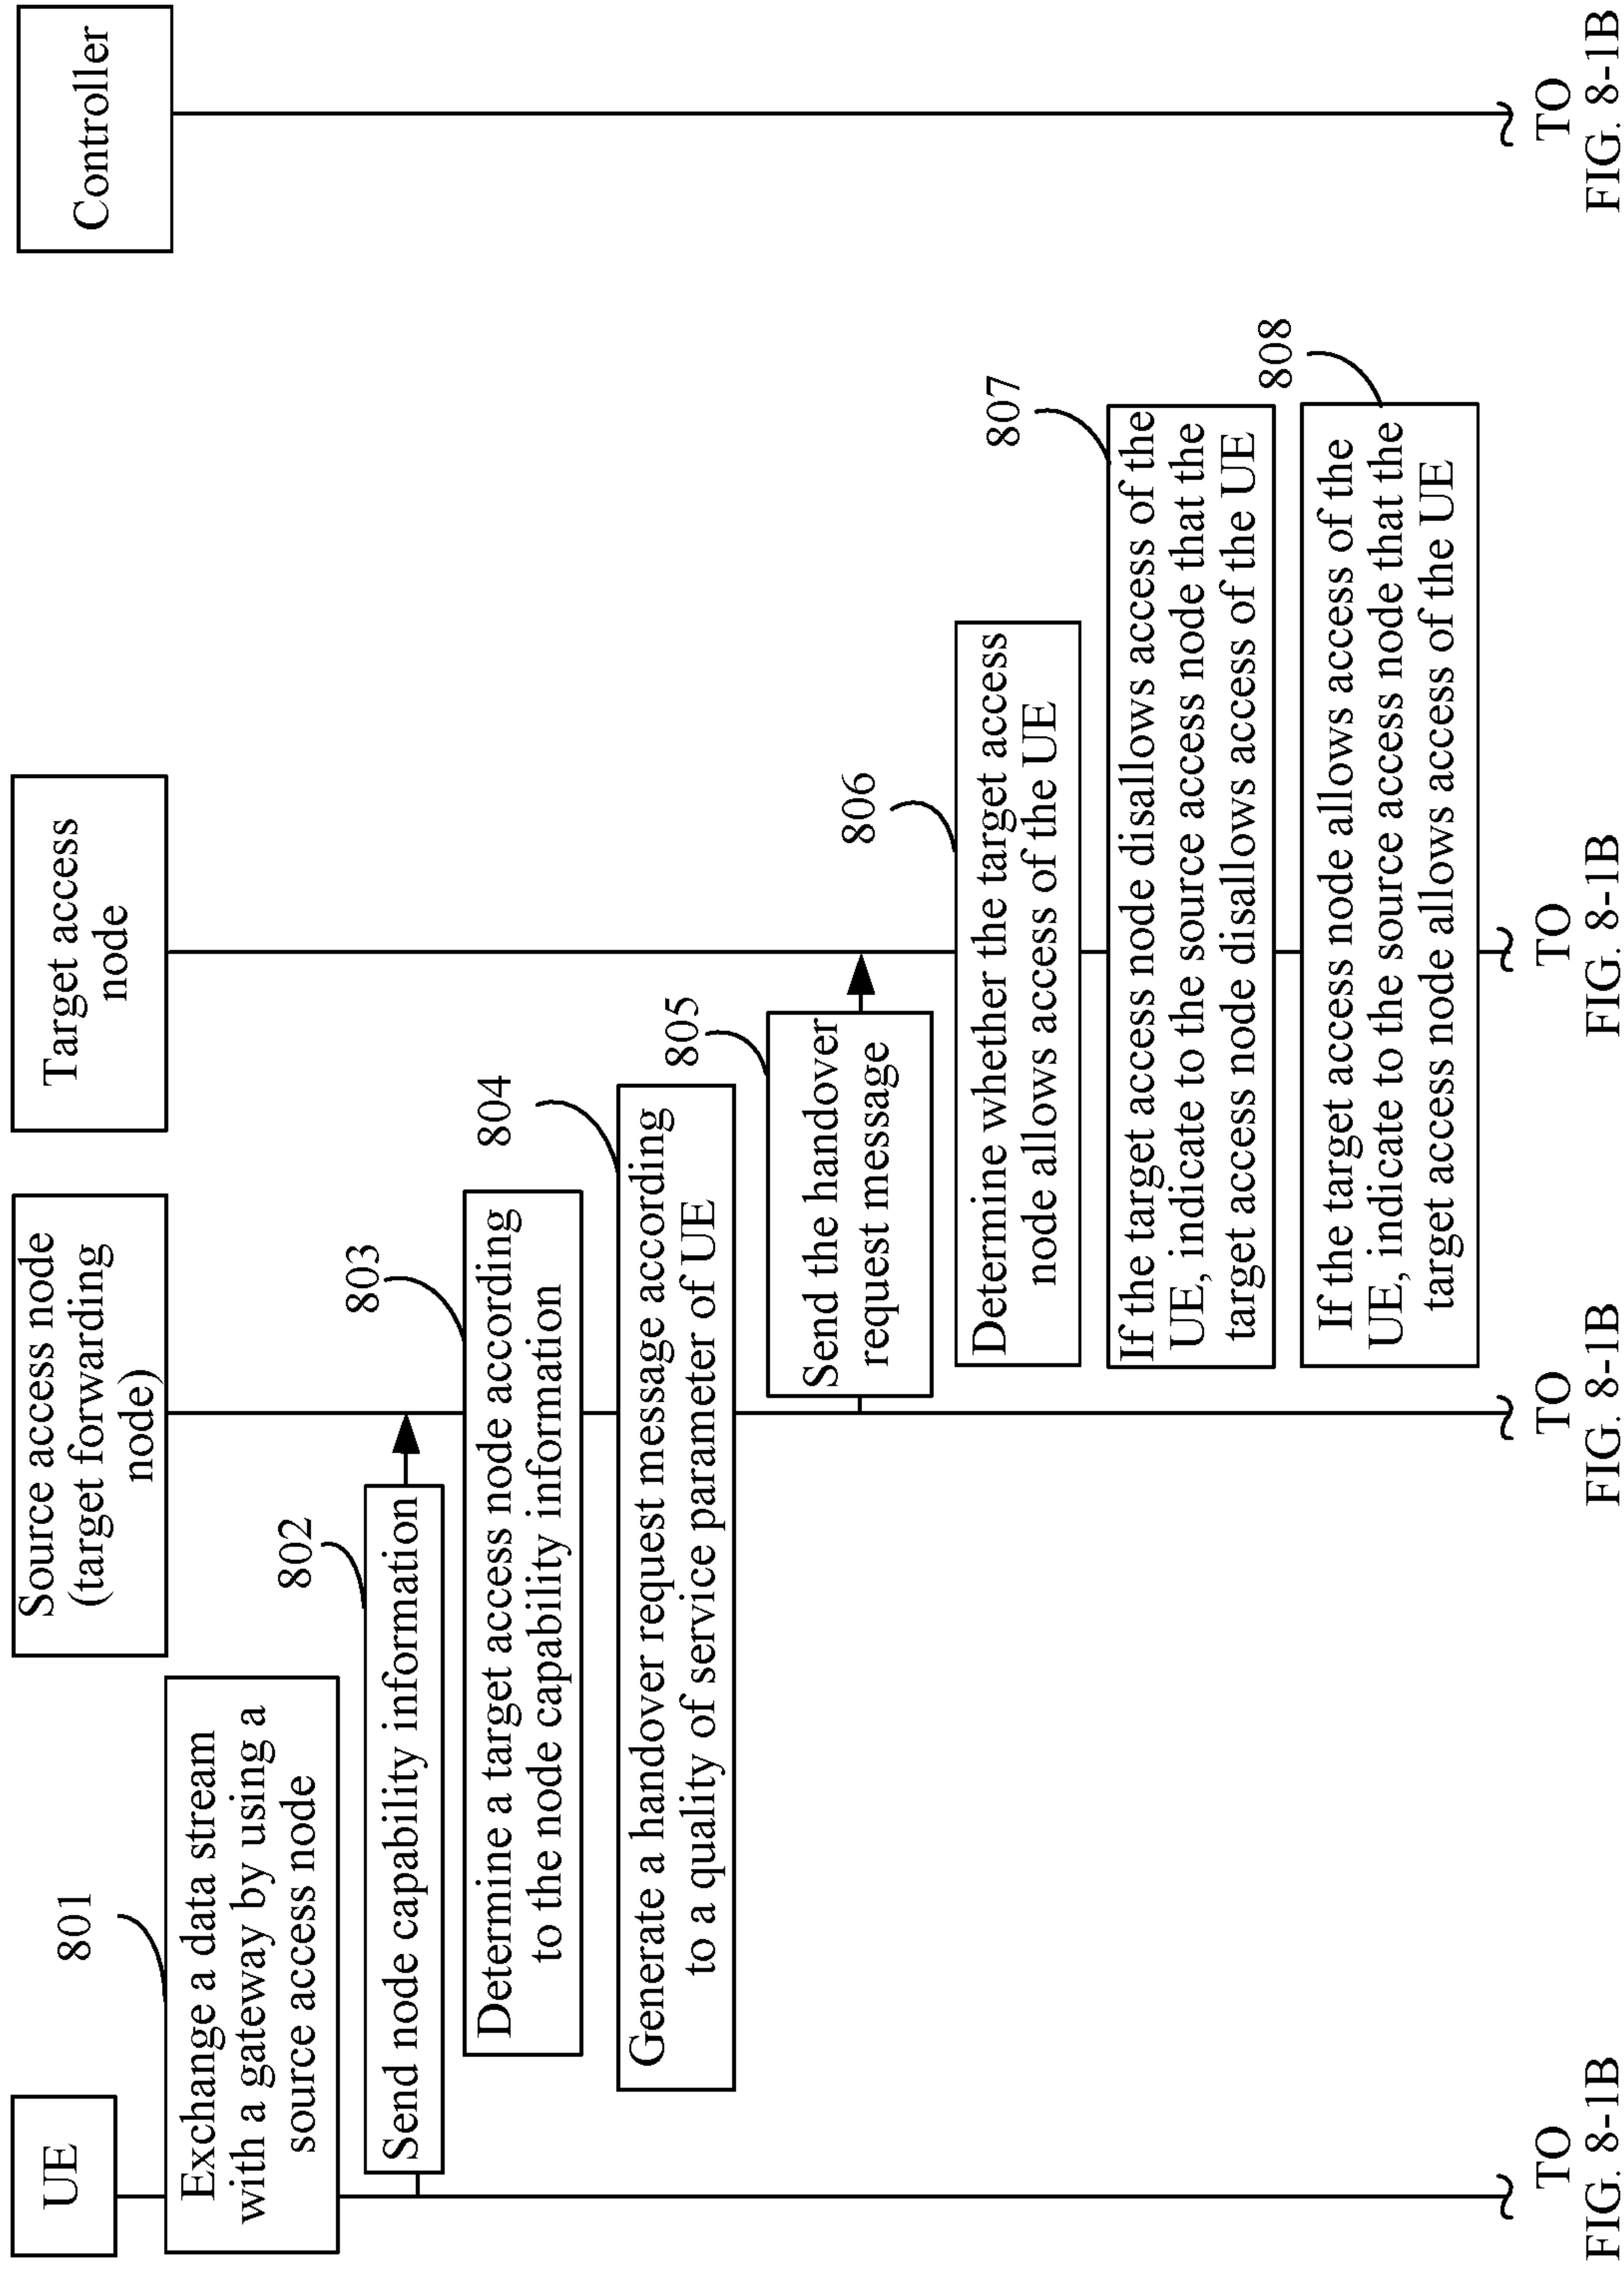 UE
Source access node
(target forwarding
node)
Target access
node
Controller
801
Exchange a data stream
with a gateway by using a
source access node
802
Send node capability information
803
Determine a target access node according
to the node capability information
804
Generate a handover request message according
to a quality of service parameter of UE
805
Send the handover
request message
806
Determine whether the target access
node allows access of the UE
807
If the target access node disallows access of the
UE, indicate to the source access node that the
target access node disallows access of the UE
808
If the target access node allows access of the
UE, indicate to the source access node that the
target access node allows access of the UE
TO
FIG. 8-1B
TO
FIG. 8-1B
TO
FIG. 8-1B
TO
FIG. 8-1B